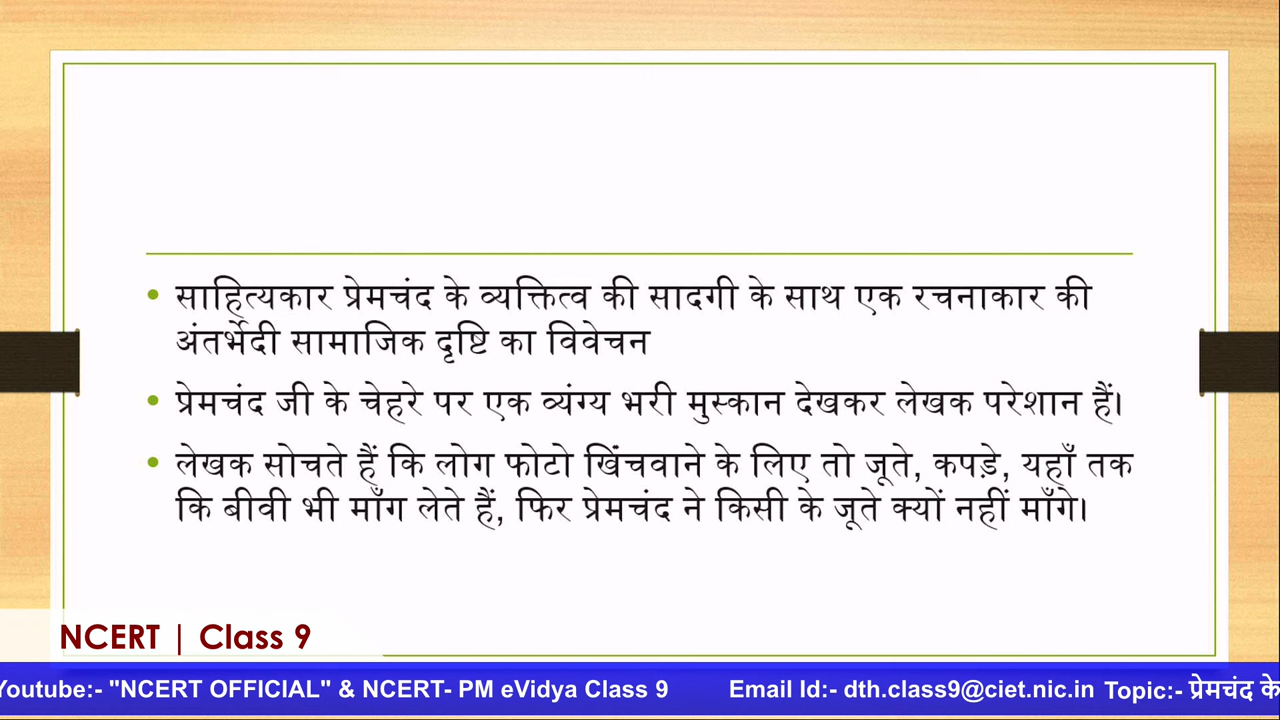 • साहित्यकार प्रेमचंद के व्यक्तित्व की सादगी के साथ एक रचनाकार की
अंतर्भेदी सामाजिक दृष्टि का विवेचन
• प्रेमचंद जी के चेहरे पर एक व्यंग्य भरी मुस्कान देखकर लेखक परेशान हैं।
• लेखक सोचते हैं कि लोग फोटो खिंचवाने के लिए तो जूते, कपड़े, यहाँ तक
कि बीवी भी माँग लेते हैं, फिर प्रेमचंद ने किसी के जूते क्यों नहीं माँगे।
NCERT | Class 9
Youtube:- "NCERT OFFICIAL" & NCERT- PM eVidya Class 9 Email Id:- dth.class9@ciet.nic.in Topic:- प्रेमचंद के